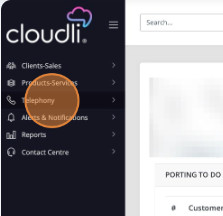 cloudli®
Search...
Clients-Sales
Products-Services
Telephony
Alerts & Notifications
Reports
Contact Centre
PORTING TO DO
# Customer